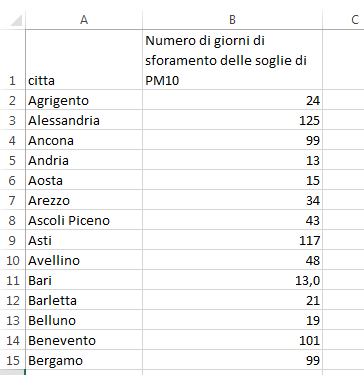 A B C
Numero di giorni di
sforamento delle soglie di
1 citta PM10
2 Agrigento 24
3 Alessandria 125
4 Ancona 99
5 Andria 13
6 Aosta 15
7 Arezzo 34
8 Ascoli Piceno 43
9 Asti 117
10 Avellino 48
11 Bari 13,0
12 Barletta 21
13 Belluno 19
14 Benevento 101
15 Bergamo 99